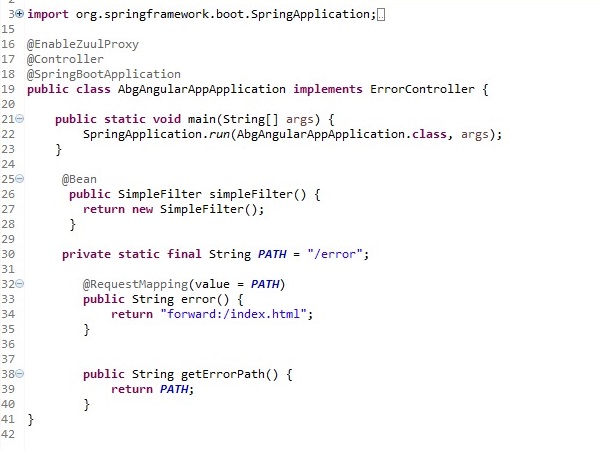 3 import org.springframework.boot.SpringApplication;
15
16 @EnableZuulProxy
17 @Controller
18 @SpringBootApplication
19 public class AbgAngularAppApplication implements ErrorController {
20
21 public static void main(String[] args) {
22 SpringApplication.run(AbgAngularAppApplication.class, args);
23 }
24
25 @Bean
26 public SimpleFilter simpleFilter() {
27 return new SimpleFilter();
28 }
29
30 private static final String PATH = "/error";
31
32 @RequestMapping(value = PATH)
33 public String error() {
34 return "forward:/index.html";
35 }
36
37
38 public String getErrorPath() {
39 return PATH;
40 }
41 }
42